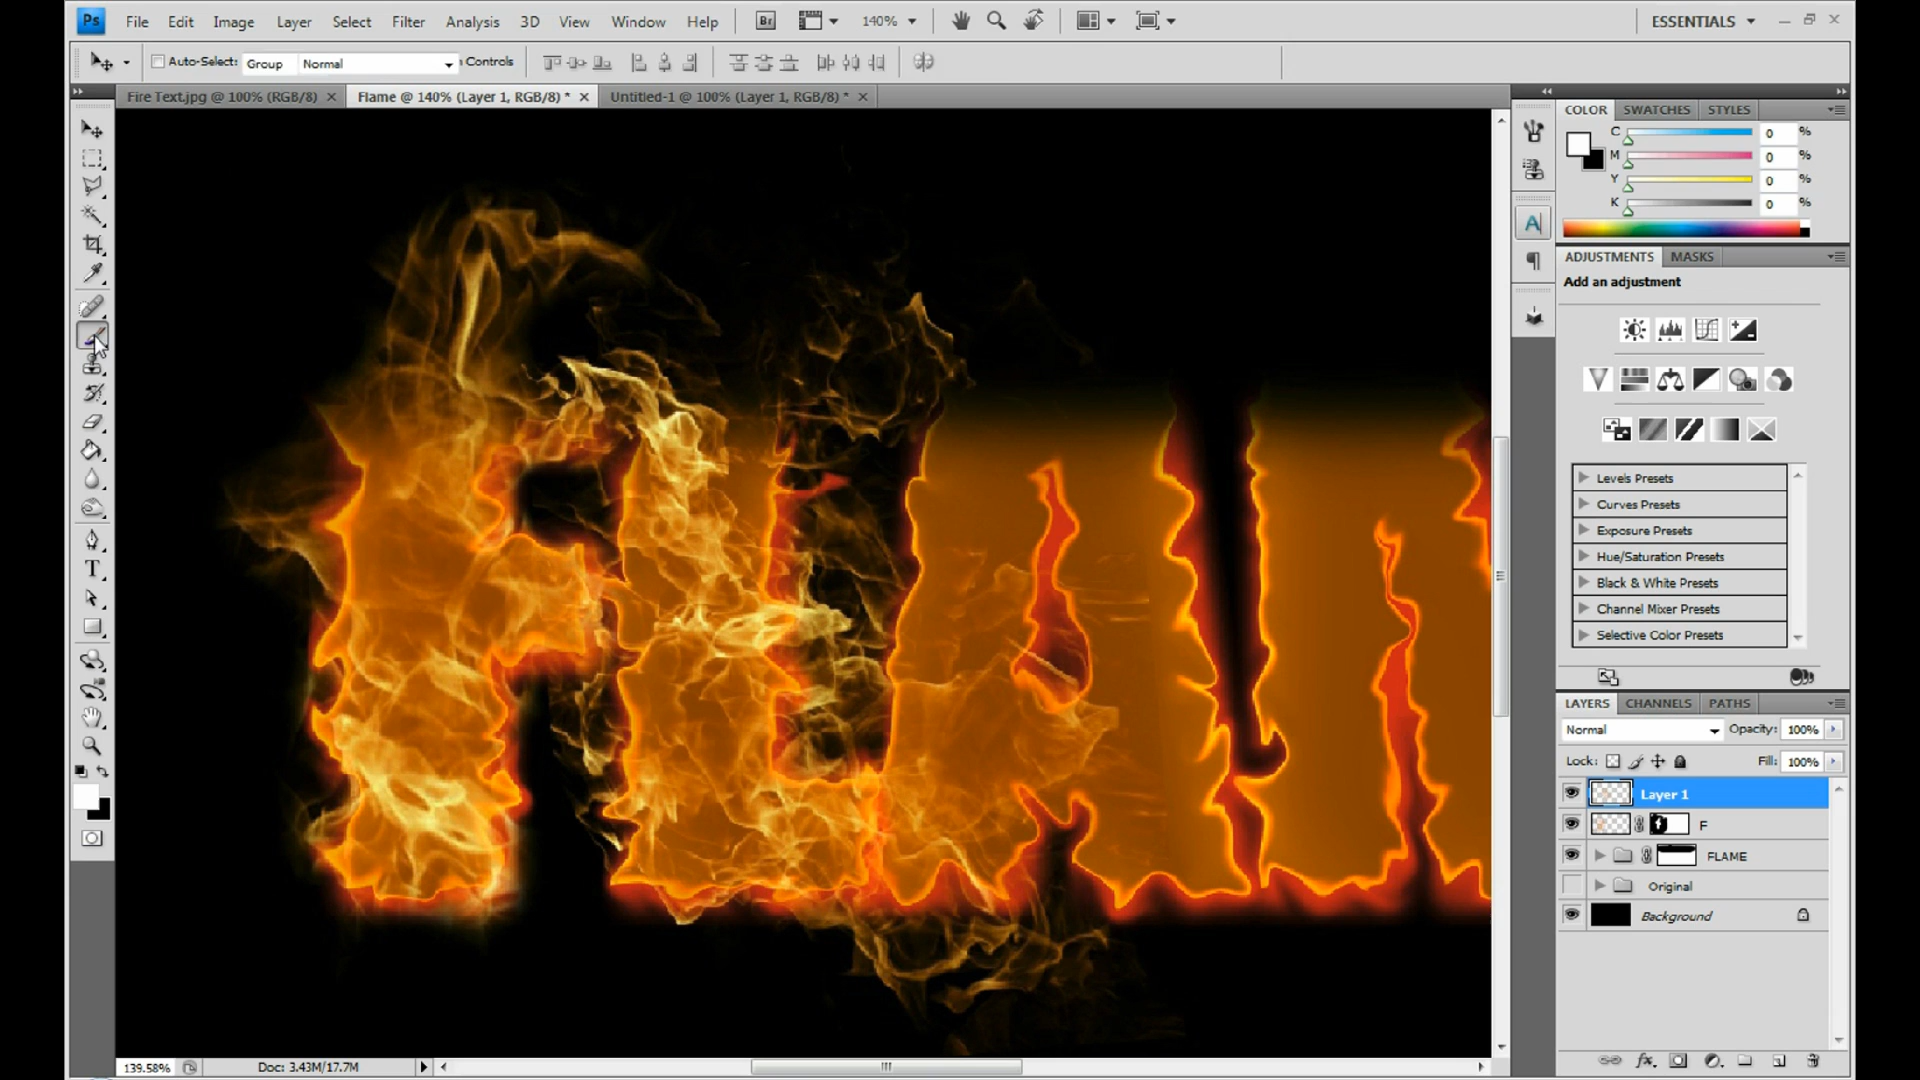 Ps File Edit Image Layer Select Filter Analysis 3D View Window Help Br 140% ESSENTIALS
Auto-Select: Group Normal Controls
Fire Text.jpg @ 100% (RGB/8) Flame @ 140% (Layer 1, RGB/8) * Untitled-1 @ 100% (Layer 1, RGB/8) *
COLOR SWATCHES STYLES
C 0 %
M 0 %
Y 0 %
K 0 %
ADJUSTMENTS MASKS
Add an adjustment
Levels Presets
Curves Presets
Exposure Presets
Hue/Saturation Presets
Black & White Presets
Channel Mixer Presets
Selective Color Presets
LAYERS CHANNELS PATHS
Normal Opacity: 100%
Lock: Fill: 100%
Layer 1
F
FLAME
Original
Background
139.58% Doc: 3.43M/17.7M